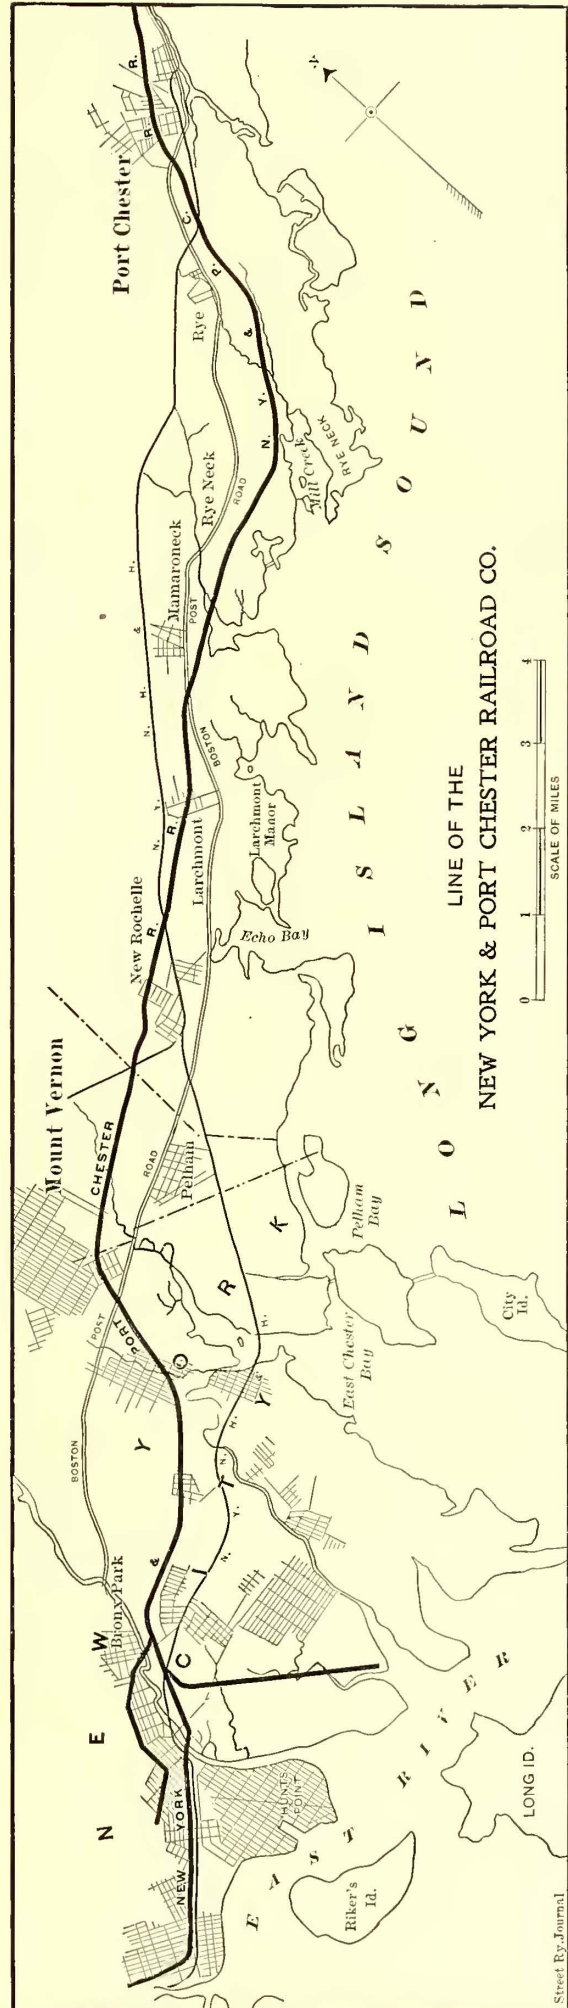 LINE OF THE
NEW YORK & PORT CHESTER RAILROAD CO.
0 1 2 3 4
SCALE OF MILES
N E W Y O R K
C I T Y
NEW YORK & PORT CHESTER R. R.
N. Y. & P. C. R. R.
N. Y. N. H. & H.
N. Y. N. H. & H.
BOSTON POST ROAD
BOSTON POST ROAD
Bronx Park
Mount Vernon
Pelham
New Rochelle
Larchmont
Larchmont
Manor
Mamaroneck
Rye Neck
Rye
Port Chester
Mill Creek
RYE NECK
Echo Bay
Pelham
Bay
East Chester
Bay
City
Id.
HUNTS
POINT
Riker's
Id.
LONG ID.
EAST RIVER
LONG ISLAND SOUND
N
Street Ry. Journal